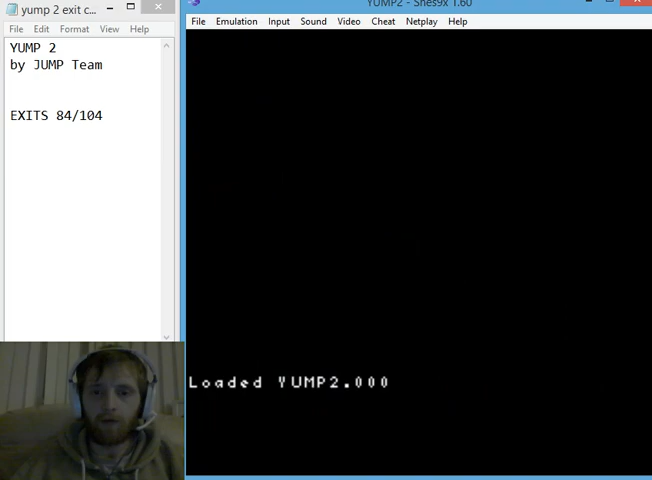 yump 2 exit c...
YUMP2 - Snes9x 1.60
File Edit Format View Help
File Emulation Input Sound Video Cheat Netplay Help
YUMP 2
by JUMP Team
EXITS 84/104
Loaded YUMP2.000